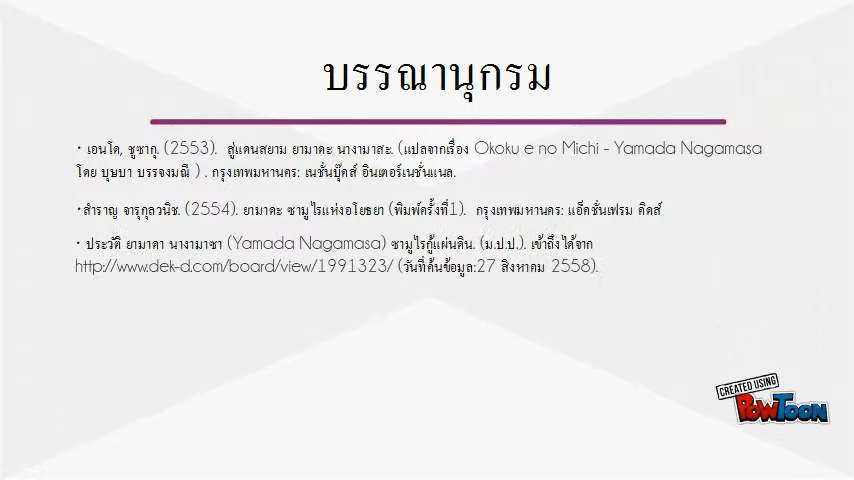 บรรณานุกรม
• เอนโด, ชูซากุ. (2553). สู่แดนสยาม ยามาดะ นางามาสะ. (แปลจากเรื่อง Okoku e no Michi - Yamada Nagamasa
โดย บุษบา บรรจงมณี ) . กรุงเทพมหานคร: เนชั่นบุ๊คส์ อินเตอร์เนชั่นแนล.
•สำราญ จารุกุลวนิช. (2554). ยามาดะ ซามูไรแห่งอโยธยา (พิมพ์ครั้งที่1). กรุงเทพมหานคร: แอ็คชั่นเฟรม คิดส์
• ประวัติ ยามาดา นางามาซา (Yamada Nagamasa) ซามูไรกู้แผ่นดิน. (ม.ป.ป.). เข้าถึงได้จาก
http://www.dek-d.com/board/view/1991323/ (วันที่ค้นข้อมูล:27 สิงหาคม 2558).
CREATED USING
POWTOON